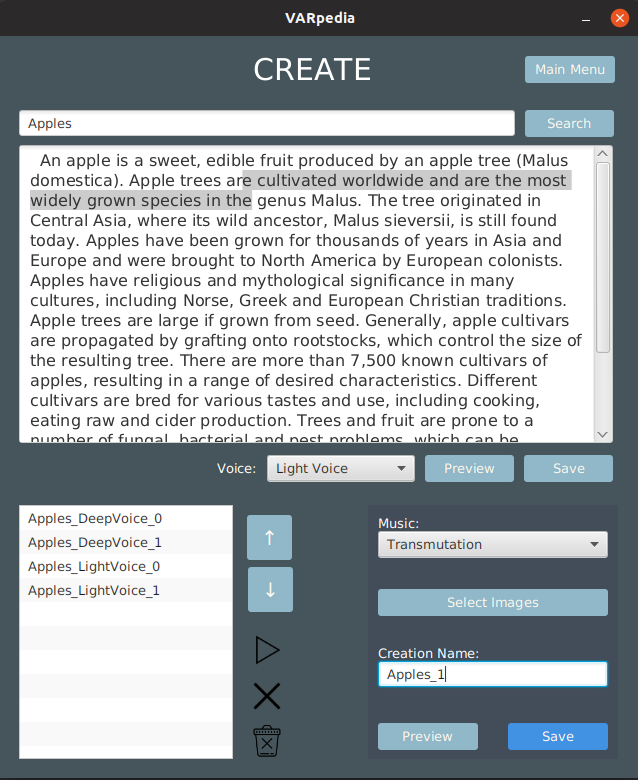 VARpedia
CREATE
Main Menu
Apples
Search
An apple is a sweet, edible fruit produced by an apple tree (Malus
domestica). Apple trees are cultivated worldwide and are the most
widely grown species in the genus Malus. The tree originated in
Central Asia, where its wild ancestor, Malus sieversii, is still found
today. Apples have been grown for thousands of years in Asia and
Europe and were brought to North America by European colonists.
Apples have religious and mythological significance in many
cultures, including Norse, Greek and European Christian traditions.
Apple trees are large if grown from seed. Generally, apple cultivars
are propagated by grafting onto rootstocks, which control the size of
the resulting tree. There are more than 7,500 known cultivars of
apples, resulting in a range of desired characteristics. Different
cultivars are bred for various tastes and use, including cooking,
eating raw and cider production. Trees and fruit are prone to a
number of fungal, bacterial and pest problems, which can be
Voice:
Light Voice
Preview
Save
Apples_DeepVoice_0
Apples_DeepVoice_1
Apples_LightVoice_0
Apples_LightVoice_1
↑
↓
Music:
Transmutation
Select Images
Creation Name:
Apples_1
Preview
Save